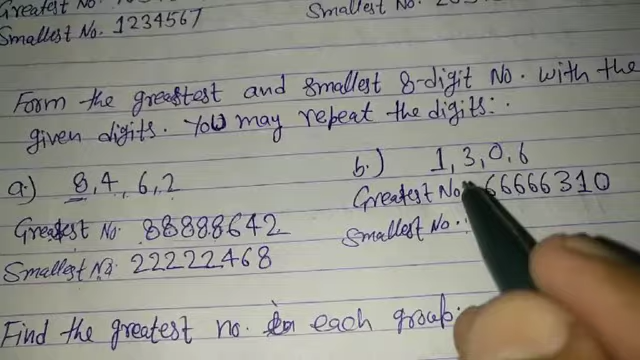 Greatest No.
Smallest No. 1234567
Smallest No.
Form the greatest and smallest 8-digit No. with the
given digits. You may repeat the digits:.
a.) 8, 4, 6, 2
Greatest No. 88888642
Smallest No. 22222468
b.) 1, 3, 0, 6
Greatest No. 66666310
Smallest No. :
Find the greatest no. in each group: